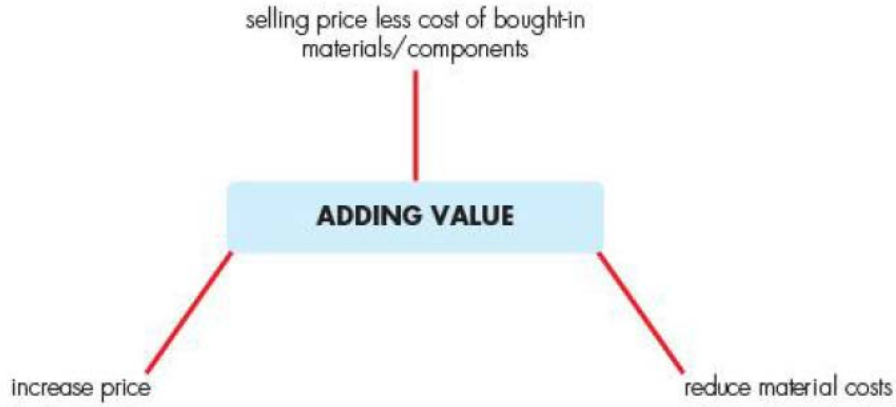 selling price less cost of bought-in
materials/components
ADDING VALUE
increase price
reduce material costs